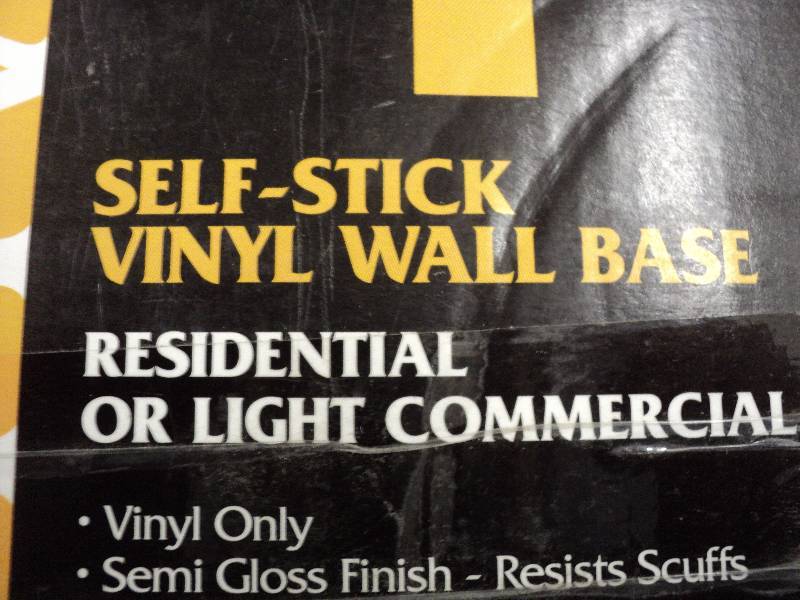 SELF-STICK
VINYL WALL BASE
RESIDENTIAL
OR LIGHT COMMERCIAL
• Vinyl Only
• Semi Gloss Finish - Resists Scuffs